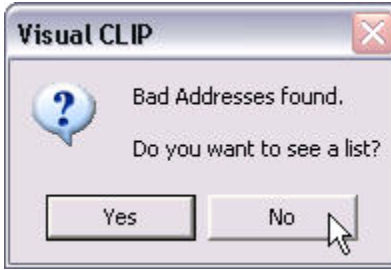 Visual CLIP
Bad Addresses found.
Do you want to see a list?
Yes No